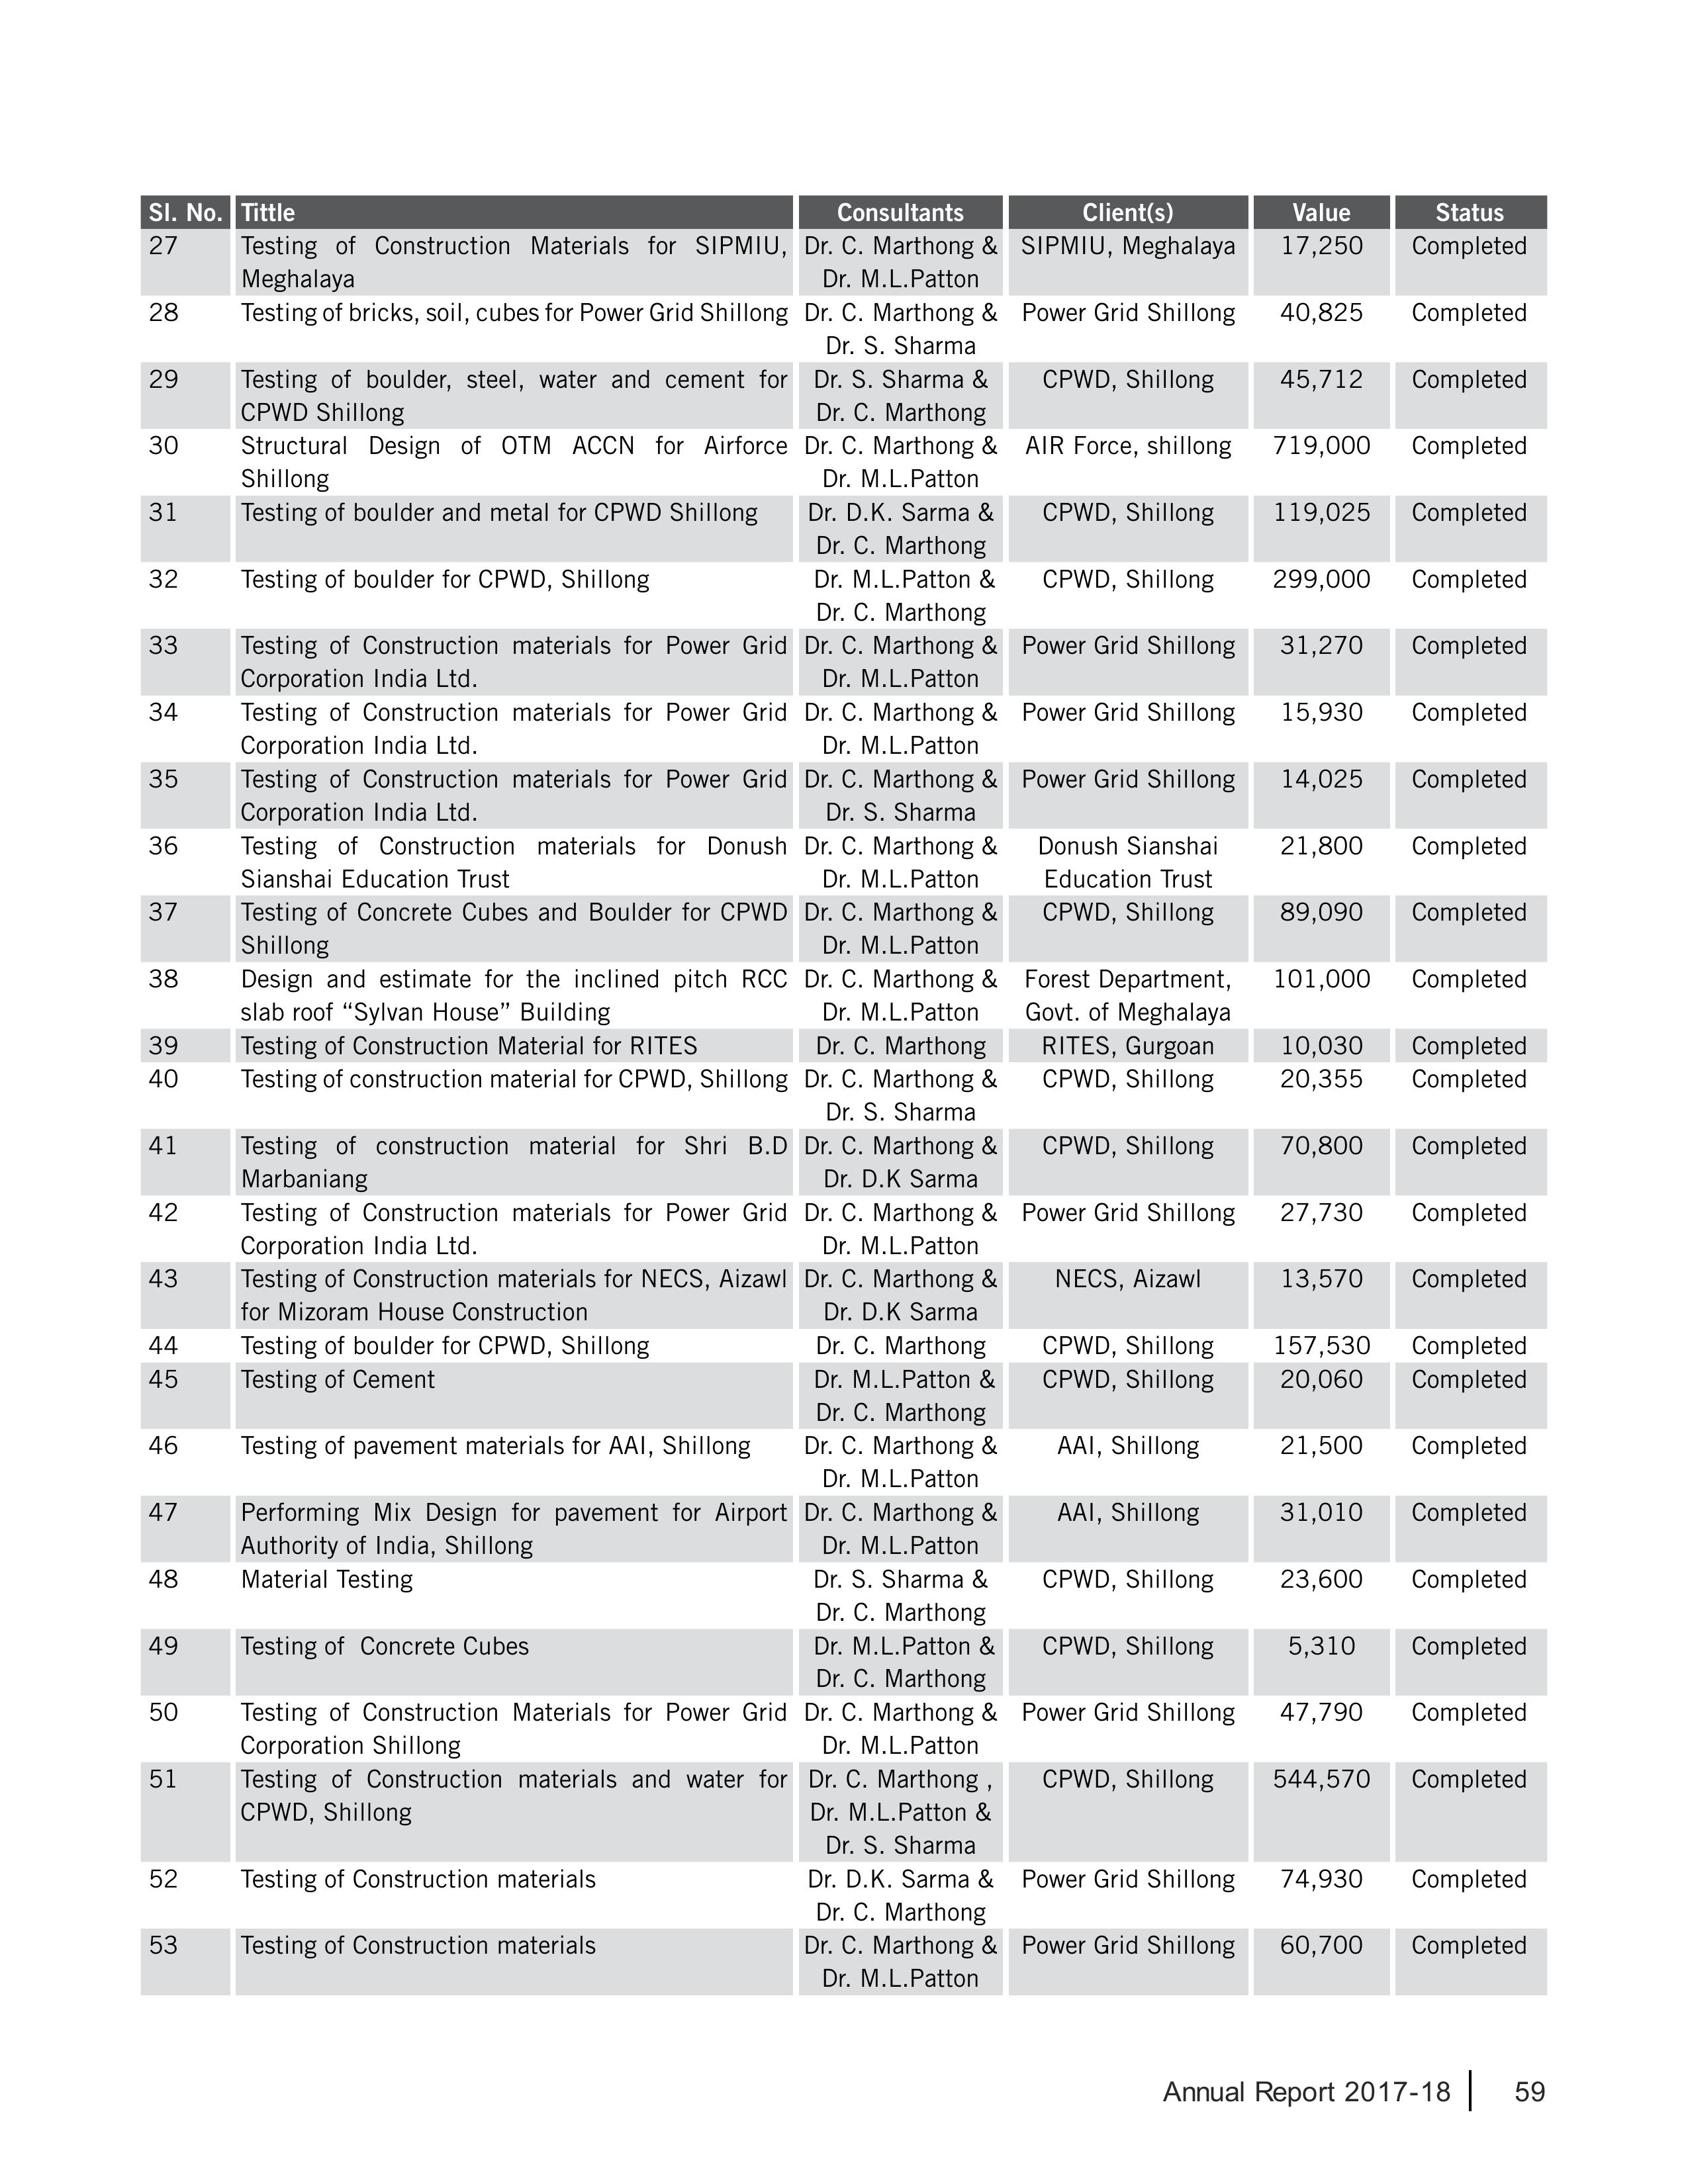 Sl. No. Tittle Consultants Client(s) Value Status
27 Testing of Construction Materials for SIPMIU, Dr. C. Marthong & SIPMIU, Meghalaya 17,250 Completed
Meghalaya Dr. M.L.Patton
28 Testing of bricks, soil, cubes for Power Grid Shillong Dr. C. Marthong & Power Grid Shillong 40,825 Completed
Dr. S. Sharma
29 Testing of boulder, steel, water and cement for Dr. S. Sharma & CPWD, Shillong 45,712 Completed
CPWD Shillong Dr. C. Marthong
30 Structural Design of OTM ACCN for Airforce Dr. C. Marthong & AIR Force, shillong 719,000 Completed
Shillong Dr. M.L.Patton
31 Testing of boulder and metal for CPWD Shillong Dr. D.K. Sarma & CPWD, Shillong 119,025 Completed
Dr. C. Marthong
32 Testing of boulder for CPWD, Shillong Dr. M.L.Patton & CPWD, Shillong 299,000 Completed
Dr. C. Marthong
33 Testing of Construction materials for Power Grid Dr. C. Marthong & Power Grid Shillong 31,270 Completed
Corporation India Ltd. Dr. M.L.Patton
34 Testing of Construction materials for Power Grid Dr. C. Marthong & Power Grid Shillong 15,930 Completed
Corporation India Ltd. Dr. M.L.Patton
35 Testing of Construction materials for Power Grid Dr. C. Marthong & Power Grid Shillong 14,025 Completed
Corporation India Ltd. Dr. S. Sharma
36 Testing of Construction materials for Donush Dr. C. Marthong & Donush Sianshai 21,800 Completed
Sianshai Education Trust Dr. M.L.Patton Education Trust
37 Testing of Concrete Cubes and Boulder for CPWD Dr. C. Marthong & CPWD, Shillong 89,090 Completed
Shillong Dr. M.L.Patton
38 Design and estimate for the inclined pitch RCC Dr. C. Marthong & Forest Department, 101,000 Completed
slab roof “Sylvan House” Building Dr. M.L.Patton Govt. of Meghalaya
39 Testing of Construction Material for RITES Dr. C. Marthong RITES, Gurgoan 10,030 Completed
40 Testing of construction material for CPWD, Shillong Dr. C. Marthong & CPWD, Shillong 20,355 Completed
Dr. S. Sharma
41 Testing of construction material for Shri B.D Dr. C. Marthong & CPWD, Shillong 70,800 Completed
Marbaniang Dr. D.K Sarma
42 Testing of Construction materials for Power Grid Dr. C. Marthong & Power Grid Shillong 27,730 Completed
Corporation India Ltd. Dr. M.L.Patton
43 Testing of Construction materials for NECS, Aizawl Dr. C. Marthong & NECS, Aizawl 13,570 Completed
for Mizoram House Construction Dr. D.K Sarma
44 Testing of boulder for CPWD, Shillong Dr. C. Marthong CPWD, Shillong 157,530 Completed
45 Testing of Cement Dr. M.L.Patton & CPWD, Shillong 20,060 Completed
Dr. C. Marthong
46 Testing of pavement materials for AAI, Shillong Dr. C. Marthong & AAI, Shillong 21,500 Completed
Dr. M.L.Patton
47 Performing Mix Design for pavement for Airport Dr. C. Marthong & AAI, Shillong 31,010 Completed
Authority of India, Shillong Dr. M.L.Patton
48 Material Testing Dr. S. Sharma & CPWD, Shillong 23,600 Completed
Dr. C. Marthong
49 Testing of Concrete Cubes Dr. M.L.Patton & CPWD, Shillong 5,310 Completed
Dr. C. Marthong
50 Testing of Construction Materials for Power Grid Dr. C. Marthong & Power Grid Shillong 47,790 Completed
Corporation Shillong Dr. M.L.Patton
51 Testing of Construction materials and water for Dr. C. Marthong , CPWD, Shillong 544,570 Completed
CPWD, Shillong Dr. M.L.Patton &
Dr. S. Sharma
52 Testing of Construction materials Dr. D.K. Sarma & Power Grid Shillong 74,930 Completed
Dr. C. Marthong
53 Testing of Construction materials Dr. C. Marthong & Power Grid Shillong 60,700 Completed
Dr. M.L.Patton
Annual Report 2017-18 59